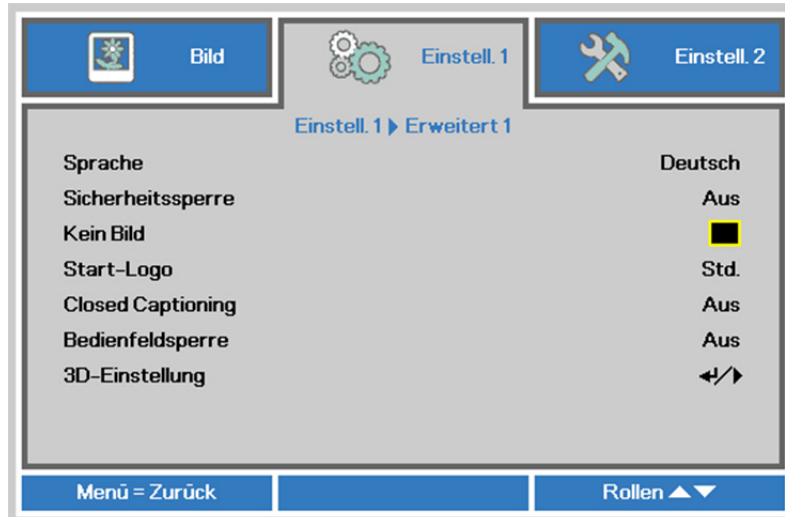 Bild
Einstell. 1
Einstell. 2
Einstell. 1 ▶ Erweitert 1
Sprache Deutsch
Sicherheitssperre Aus
Kein Bild
Start-Logo Std.
Closed Captioning Aus
Bedienfeldsperre Aus
3D-Einstellung ↵/▶
Menü = Zurück
Rollen ▲▼